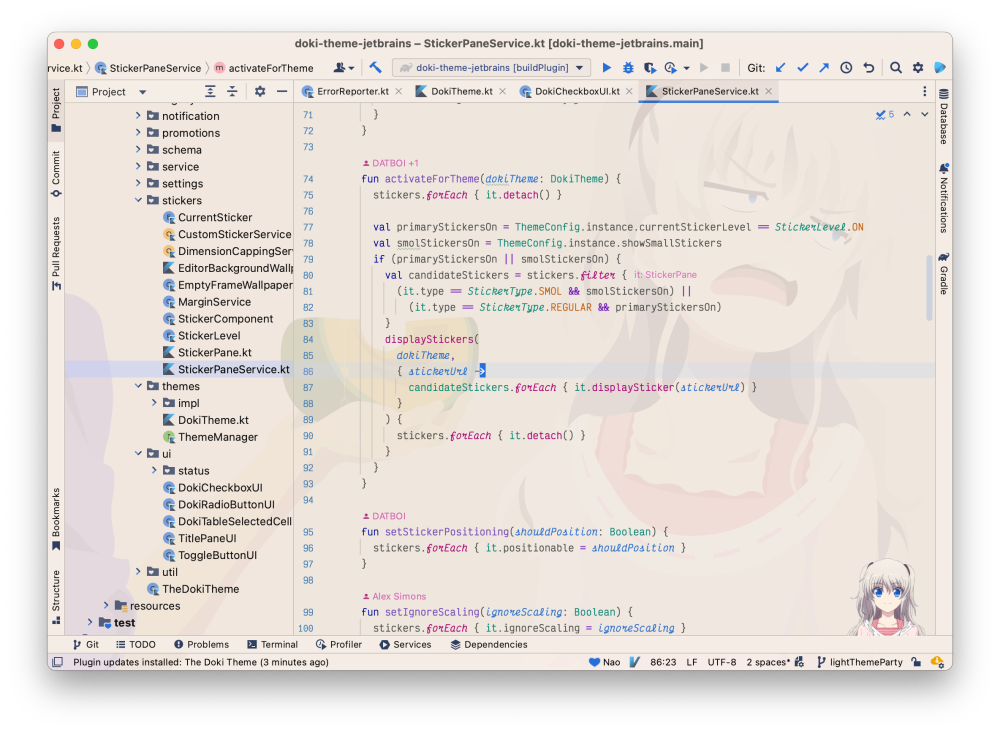 doki-theme-jetbrains – StickerPaneService.kt [doki-theme-jetbrains.main]
rvice.kt StickerPaneService activateForTheme doki-theme-jetbrains [buildPlugin] Git:
Project
ErrorReporter.kt DokiTheme.kt DokiCheckboxUI.kt StickerPaneService.kt
Project
Commit
Pull Requests
Bookmarks
Structure
notification
promotions
schema
service
settings
stickers
CurrentSticker
CustomStickerService
DimensionCappingSer
EditorBackgroundWallp
EmptyFrameWallpaper
MarginService
StickerComponent
StickerLevel
StickerPane.kt
StickerPaneService.kt
themes
impl
DokiTheme.kt
ThemeManager
ui
status
DokiCheckboxUI
DokiRadioButtonUI
DokiTableSelectedCell
TitlePaneUI
ToggleButtonUI
util
TheDokiTheme
resources
test
5
71 }
72 }
73
DATBOI +1
74 fun activateForTheme(dokiTheme: DokiTheme) {
75 stickers.forEach { it.detach() }
76
77 val primaryStickersOn = ThemeConfig.instance.currentStickerLevel == StickerLevel.ON
78 val smolStickersOn = ThemeConfig.instance.showSmallStickers
79 if (primaryStickersOn || smolStickersOn) {
80 val candidateStickers = stickers.filter { it: StickerPane
81 (it.type == StickerType.SMOL && smolStickersOn) ||
82 (it.type == StickerType.REGULAR && primaryStickersOn)
83 }
84 displayStickers(
85 dokiTheme,
86 { stickerUrl ->
87 candidateStickers.forEach { it.displaySticker(stickerUrl) }
88 }
89 ) {
90 stickers.forEach { it.detach() }
91 }
92 }
93 }
94
DATBOI
95 fun setStickerPositioning(shouldPosition: Boolean) {
96 stickers.forEach { it.positionable = shouldPosition }
97 }
98
Alex Simons
99 fun setIgnoreScaling(ignoreScaling: Boolean) {
100 stickers.forEach { it.ignoreScaling = ignoreScaling }
Database
Notifications
Gradle
Git TODO Problems Terminal Profiler Services Dependencies
Plugin updates installed: The Doki Theme (3 minutes ago) Nao 86:23 LF UTF-8 2 spaces* lightThemeParty